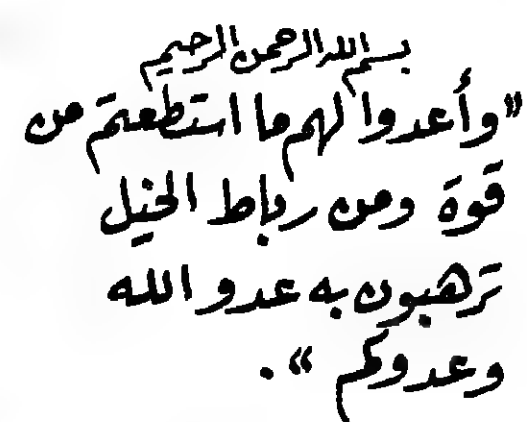 بسم الله الرحمن الرحيم
"وأعدوا لهم ما استطعتم من
قوة ومن رباط الخيل
ترهبون به عدو الله
وعدوكم".